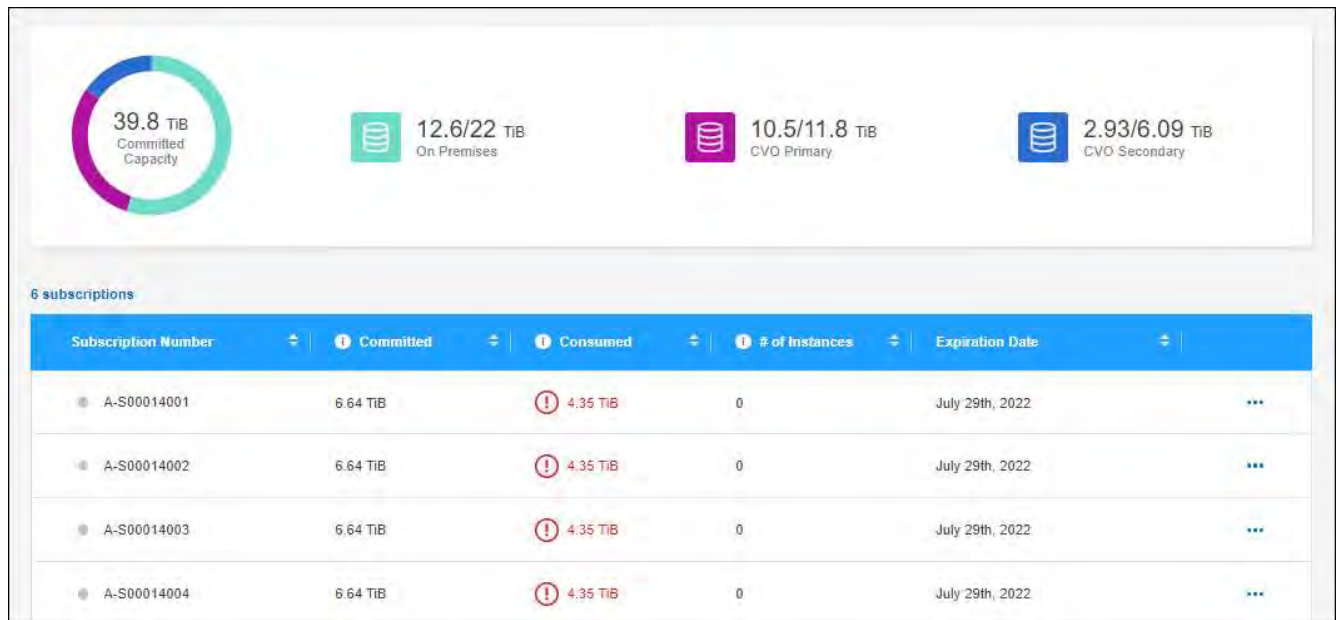 39.8 TiB
Committed
Capacity
12.6/22 TiB
On Premises
10.5/11.8 TiB
CVO Primary
2.93/6.09 TiB
CVO Secondary
6 subscriptions
Subscription Number Committed Consumed # of Instances Expiration Date
A-S00014001 6.64 TiB 4.35 TiB 0 July 29th, 2022
A-S00014002 6.64 TiB 4.35 TiB 0 July 29th, 2022
A-S00014003 6.64 TiB 4.35 TiB 0 July 29th, 2022
A-S00014004 6.64 TiB 4.35 TiB 0 July 29th, 2022